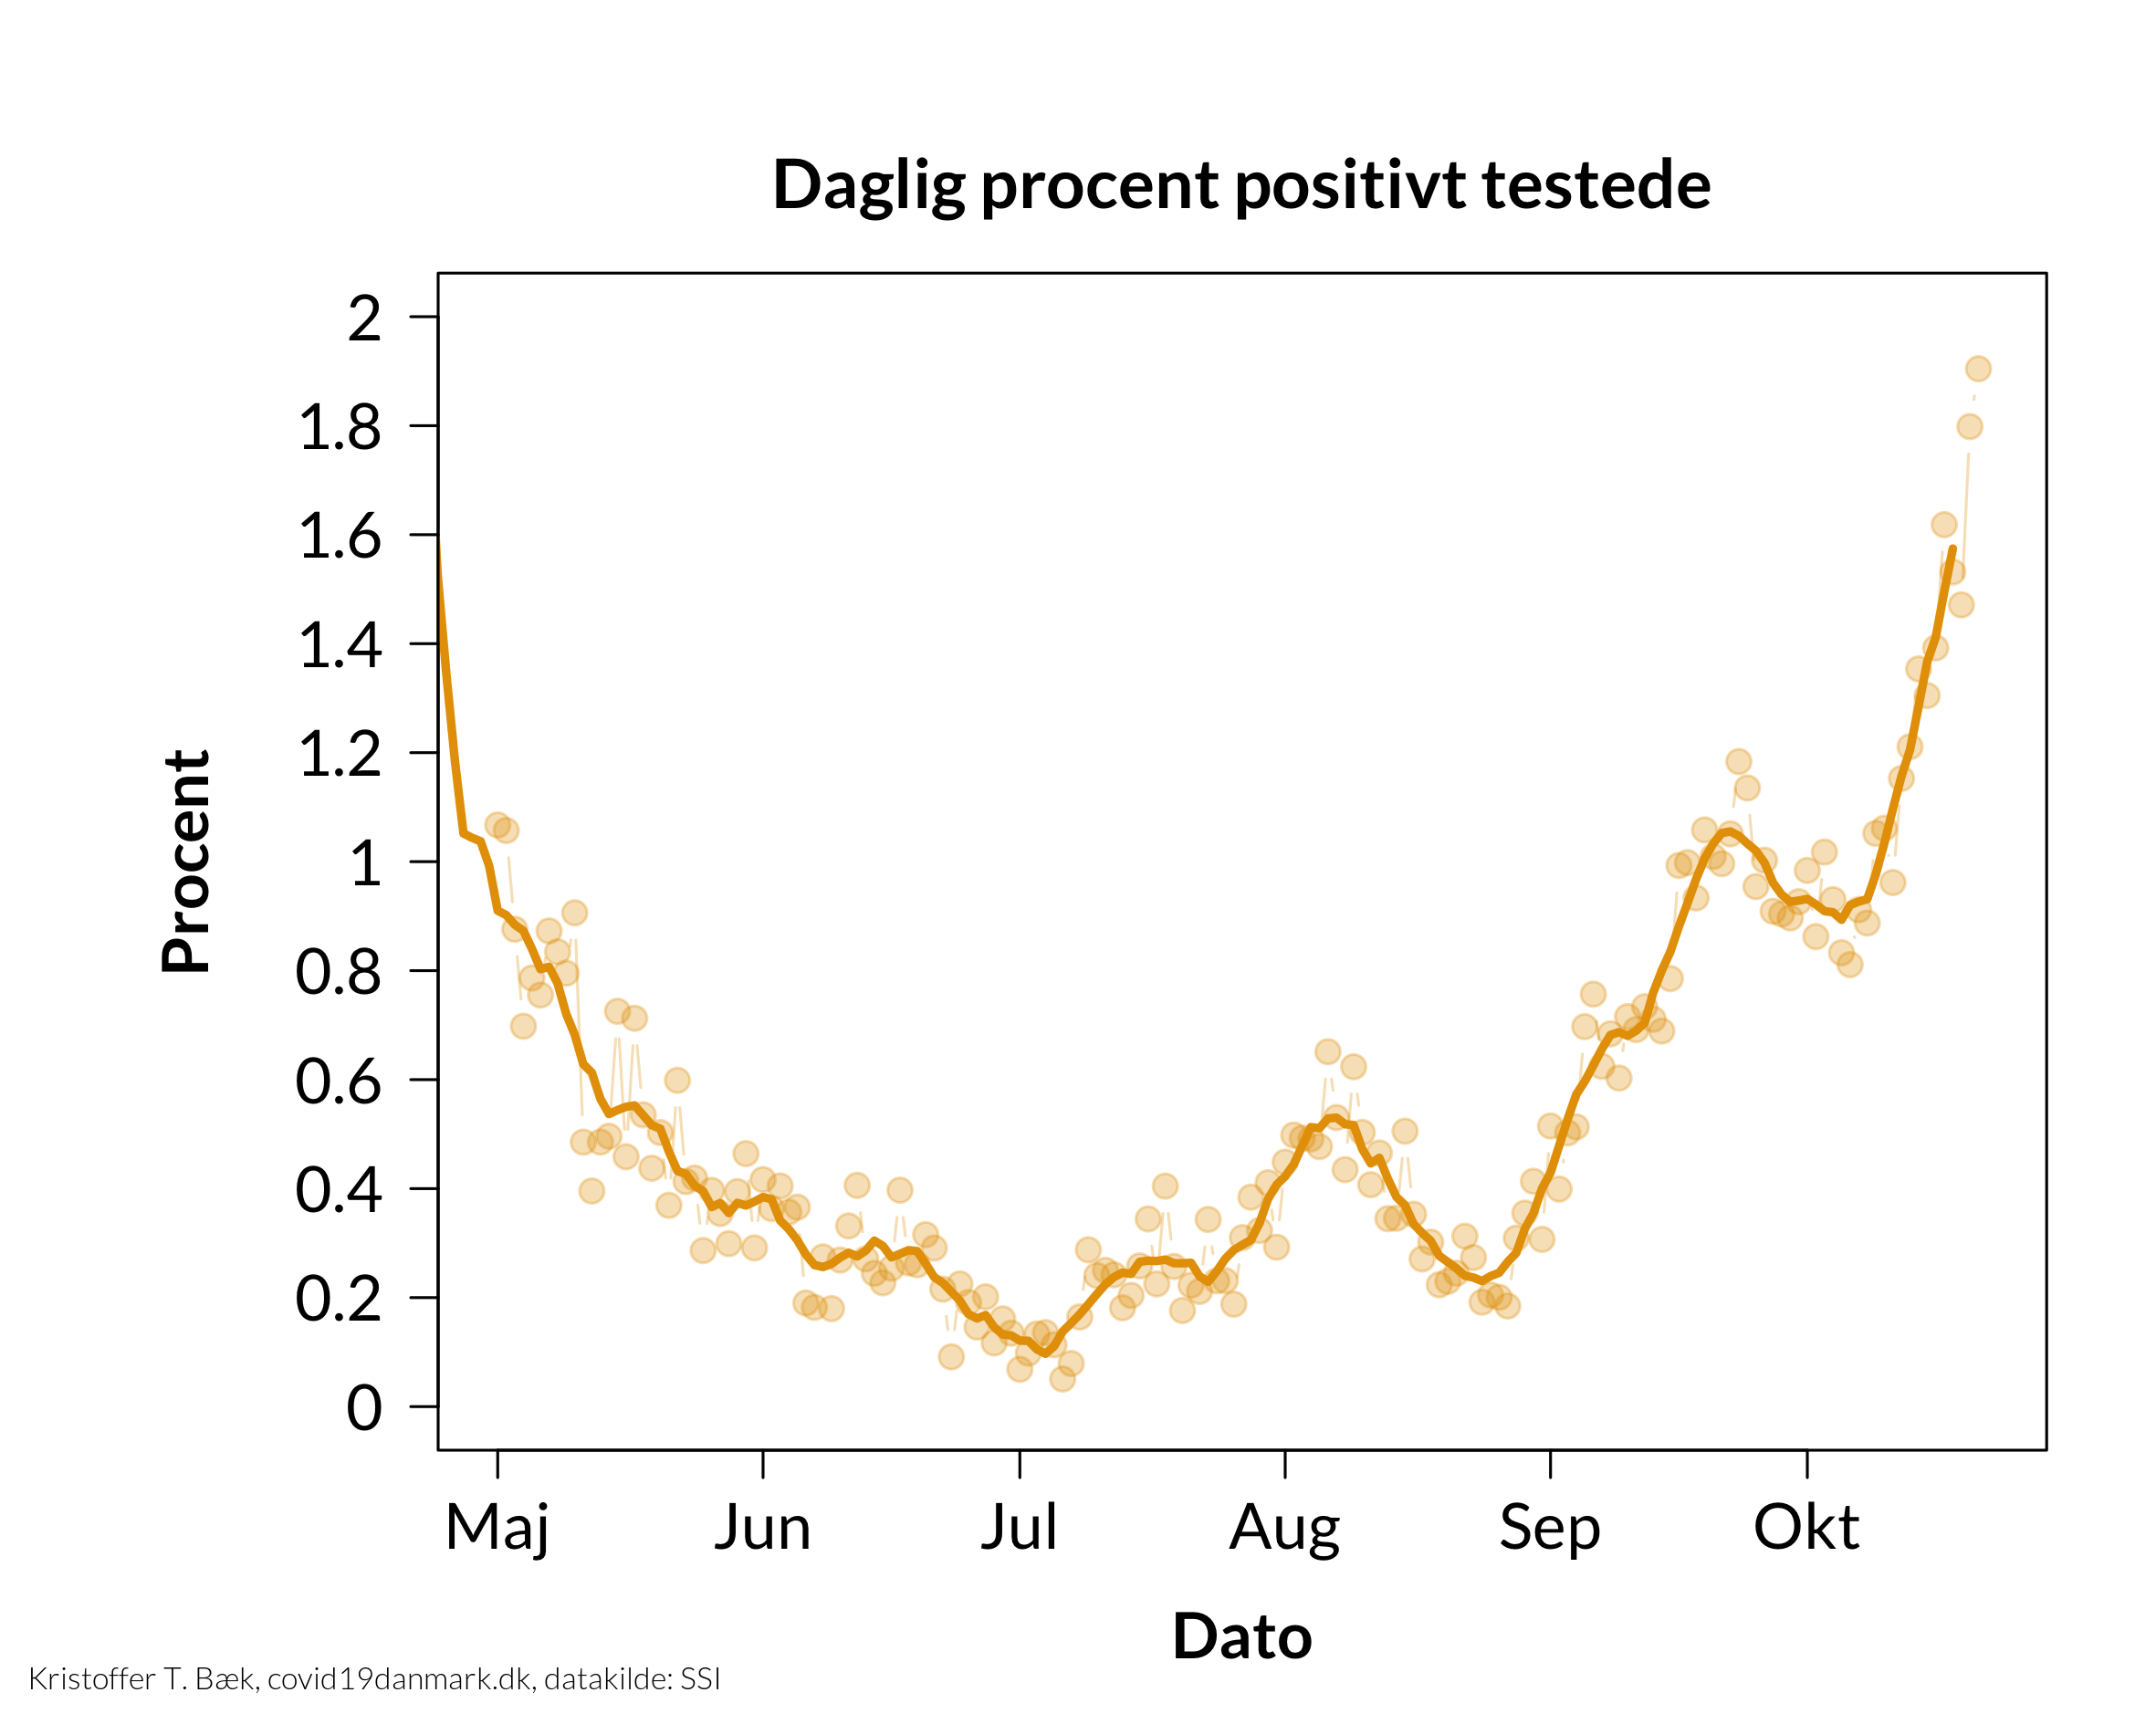 Daglig procent positivt testede
Procent
2
1.8
1.6
1.4
1.2
1
0.8
0.6
0.4
0.2
0
Maj Jun Jul Aug Sep Okt
Dato
Kristoffer T. Bæk, covid19danmark.dk, datakilde: SSI